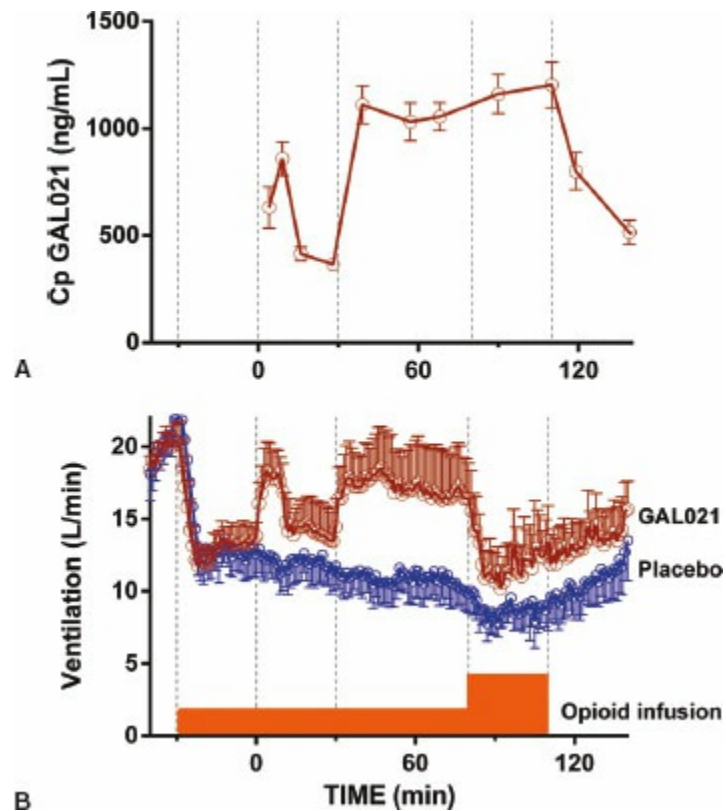 1500
1000
500
0
Cp GAL021 (ng/mL)
0
60
120
A
20
15
10
5
0
Ventilation (L/min)
GAL021
Placebo
Opioid infusion
0
60
120
TIME (min)
B